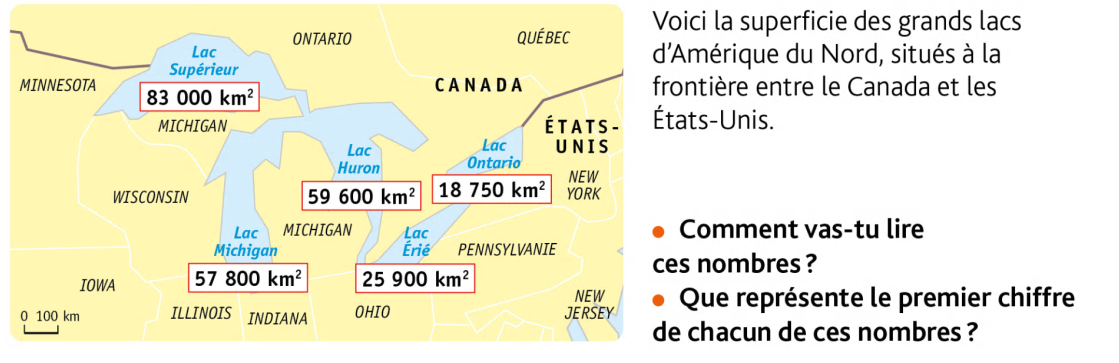 ONTARIO
QUÉBEC
Lac
Supérieur
MINNESOTA
83 000 km²
CANADA
MICHIGAN
ÉTATS-
UNIS
Lac
Huron
Lac
Ontario
59 600 km²
18 750 km²
NEW
YORK
WISCONSIN
Lac
Michigan
MICHIGAN
Lac
Érié
PENNSYLVANIE
57 800 km²
25 900 km²
IOWA
ILLINOIS
INDIANA
OHIO
NEW
JERSEY
0 100 km
Voici la superficie des grands lacs
d’Amérique du Nord, situés à la
frontière entre le Canada et les
États-Unis.
• Comment vas-tu lire
ces nombres ?
• Que représente le premier chiffre
de chacun de ces nombres ?